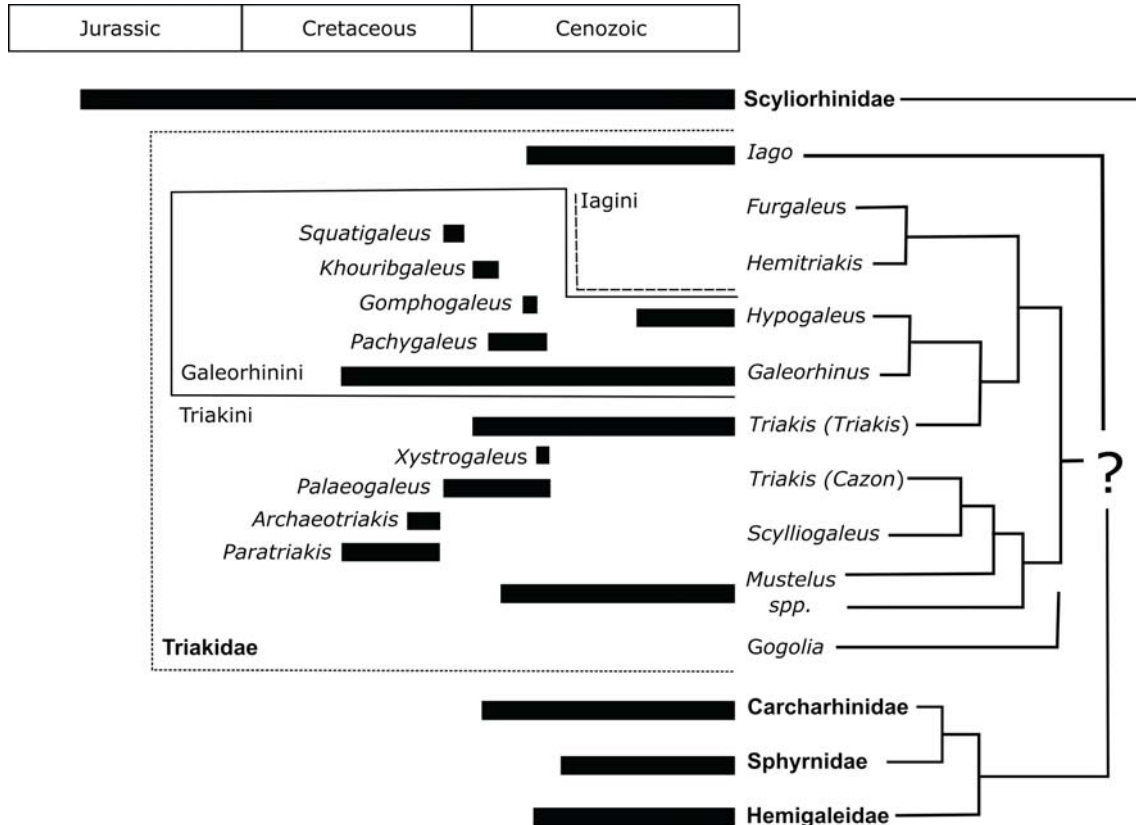 Jurassic Cretaceous Cenozoic
Scyliorhinidae
Iago
Iagini
Furgaleus
Squatigaleus
Khouribgaleus
Hemitriakis
Gomphogaleus
Hypogaleus
Pachygaleus
Galeorhinini
Galeorhinus
Triakini
Triakis (Triakis)
Xystrogaleus
Palaeogaleus
Triakis (Cazon)
Archaeotriakis
Scylliogaleus
Paratriakis
Mustelus
spp.
Triakidae
Gogolia
?
Carcharhinidae
Sphyrnidae
Hemigaleidae